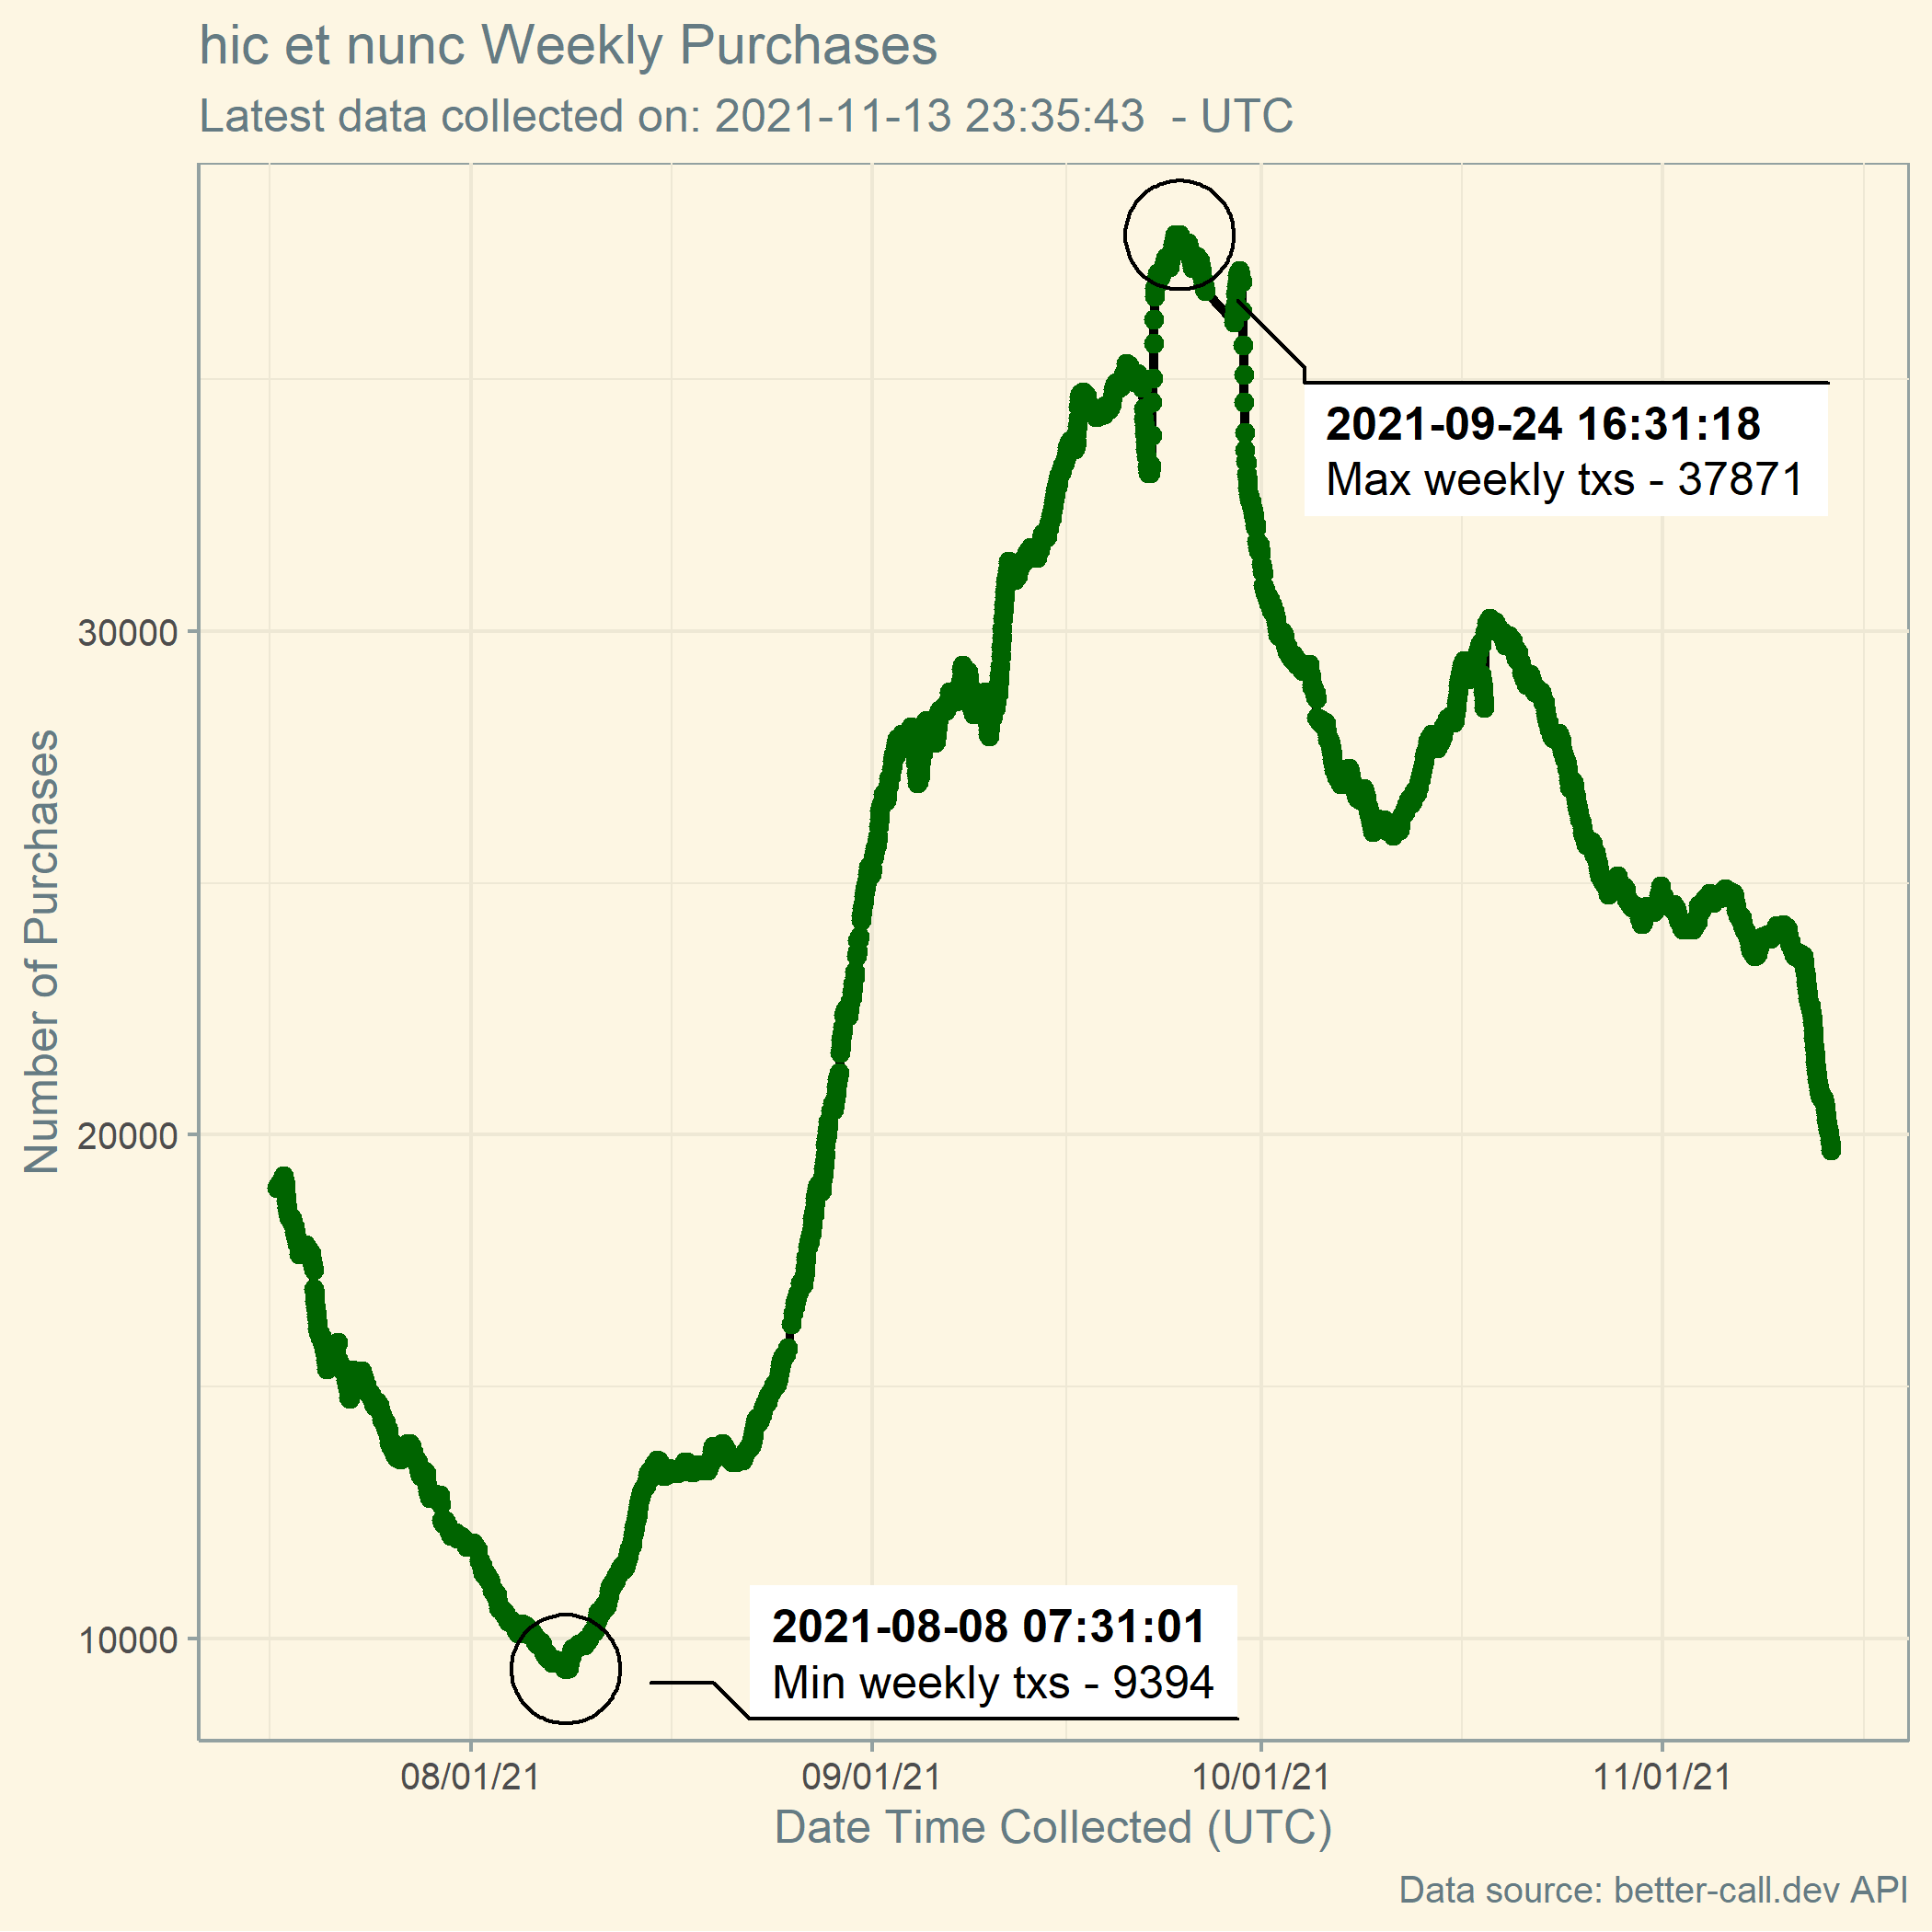 hic et nunc Weekly Purchases
Latest data collected on: 2021-11-13 23:35:43  - UTC
Number of Purchases
30000
20000
10000
2021-09-24 16:31:18
Max weekly txs - 37871
2021-08-08 07:31:01
Min weekly txs - 9394
08/01/21
09/01/21
10/01/21
11/01/21
Date Time Collected (UTC)
Data source: better-call.dev API